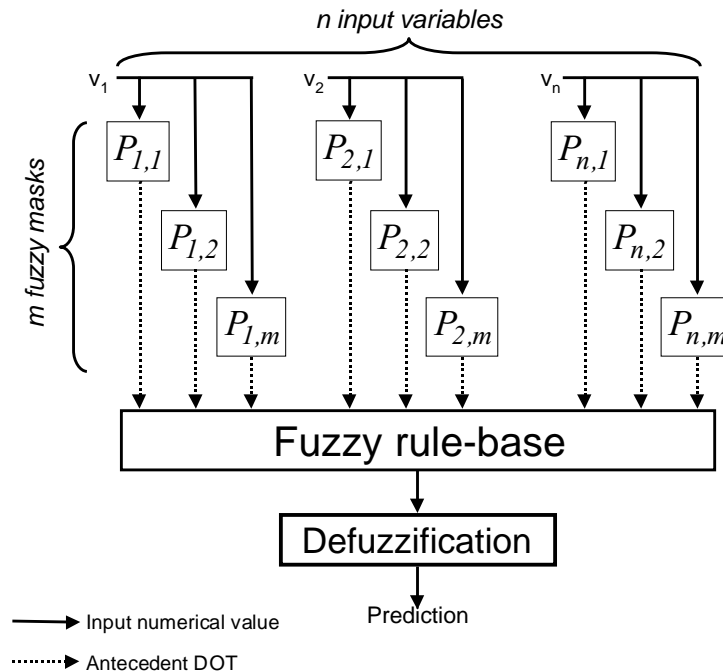 n input variables
v1
v2
vn
m fuzzy masks
P1,1
P2,1
Pn,1
P1,2
P2,2
Pn,2
P1,m
P2,m
Pn,m
Fuzzy rule-base
Defuzzification
Prediction
Input numerical value
Antecedent DOT